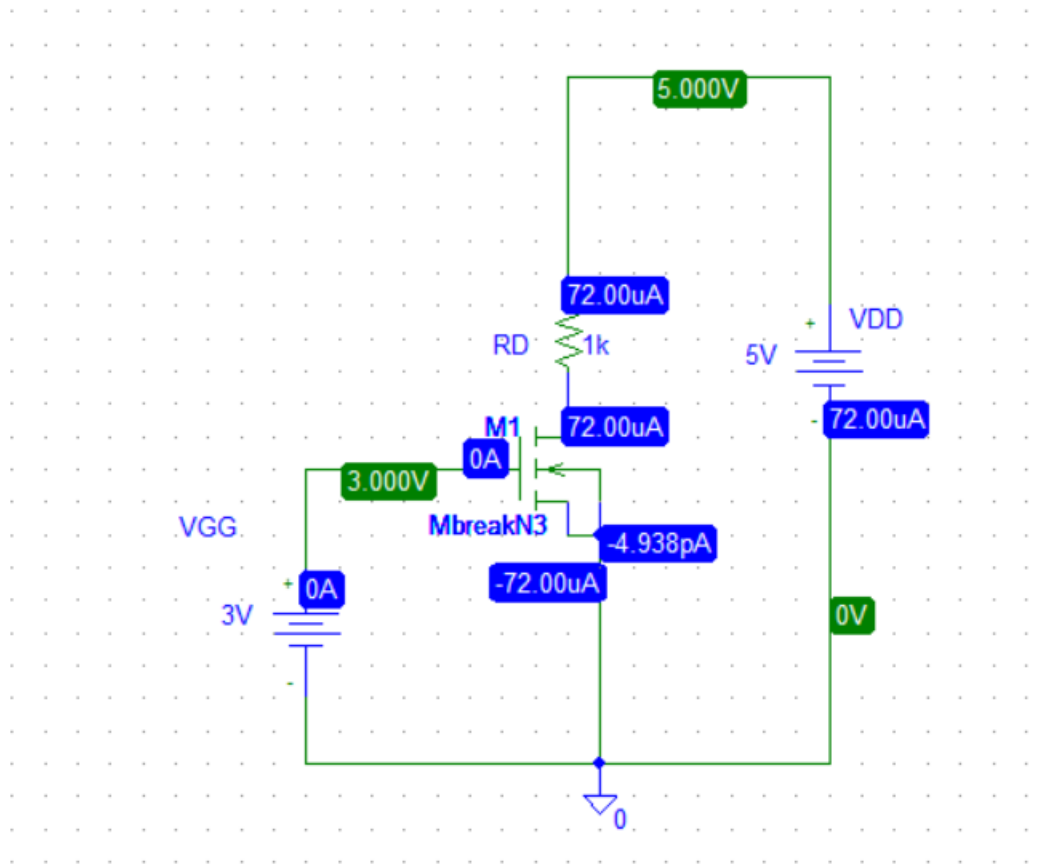 5.000V
72.00uA
+
VDD
RD
1k
5V
M1
72.00uA
-
72.00uA
0A
3.000V
MbreakN3
VGG
-4.938pA
-72.00uA
+
0A
3V
0V
-
0